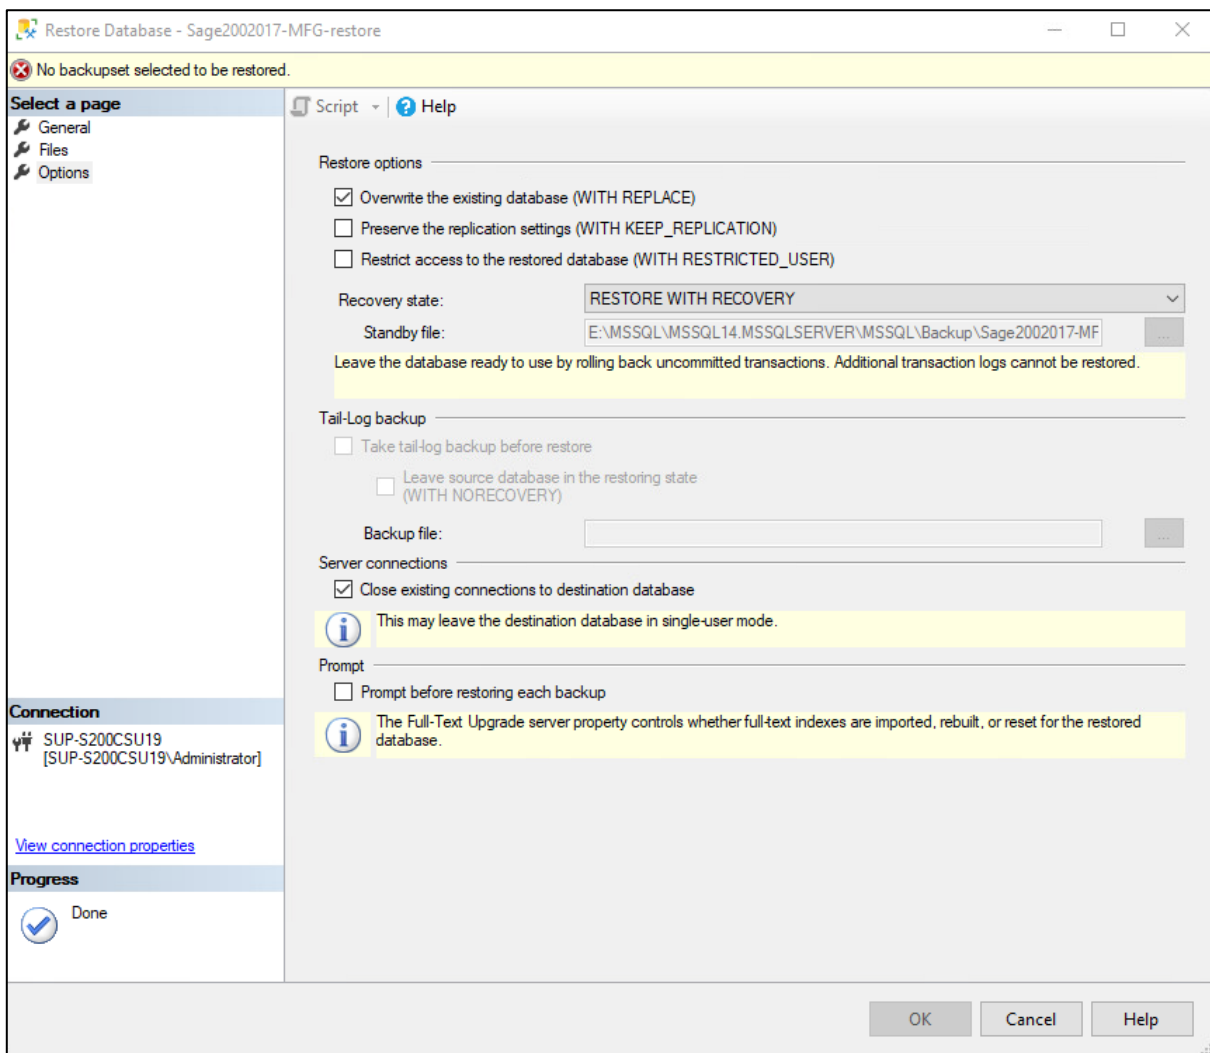 Restore Database - Sage2002017-MFG-restore
No backupset selected to be restored.
Select a page
General
Files
Options
Script
Help
Restore options
Overwrite the existing database (WITH REPLACE)
Preserve the replication settings (WITH KEEP_REPLICATION)
Restrict access to the restored database (WITH RESTRICTED_USER)
Recovery state:
RESTORE WITH RECOVERY
Standby file:
E:\MSSQL\MSSQL14.MSSQLSERVER\MSSQL\Backup\Sage2002017-MF
...
Leave the database ready to use by rolling back uncommitted transactions. Additional transaction logs cannot be restored.
Tail-Log backup
Take tail-log backup before restore
Leave source database in the restoring state
(WITH NORECOVERY)
Backup file:
...
Server connections
Close existing connections to destination database
This may leave the destination database in single-user mode.
Prompt
Prompt before restoring each backup
The Full-Text Upgrade server property controls whether full-text indexes are imported, rebuilt, or reset for the restored
database.
Connection
SUP-S200CSU19
[SUP-S200CSU19\Administrator]
View connection properties
Progress
Done
OK
Cancel
Help